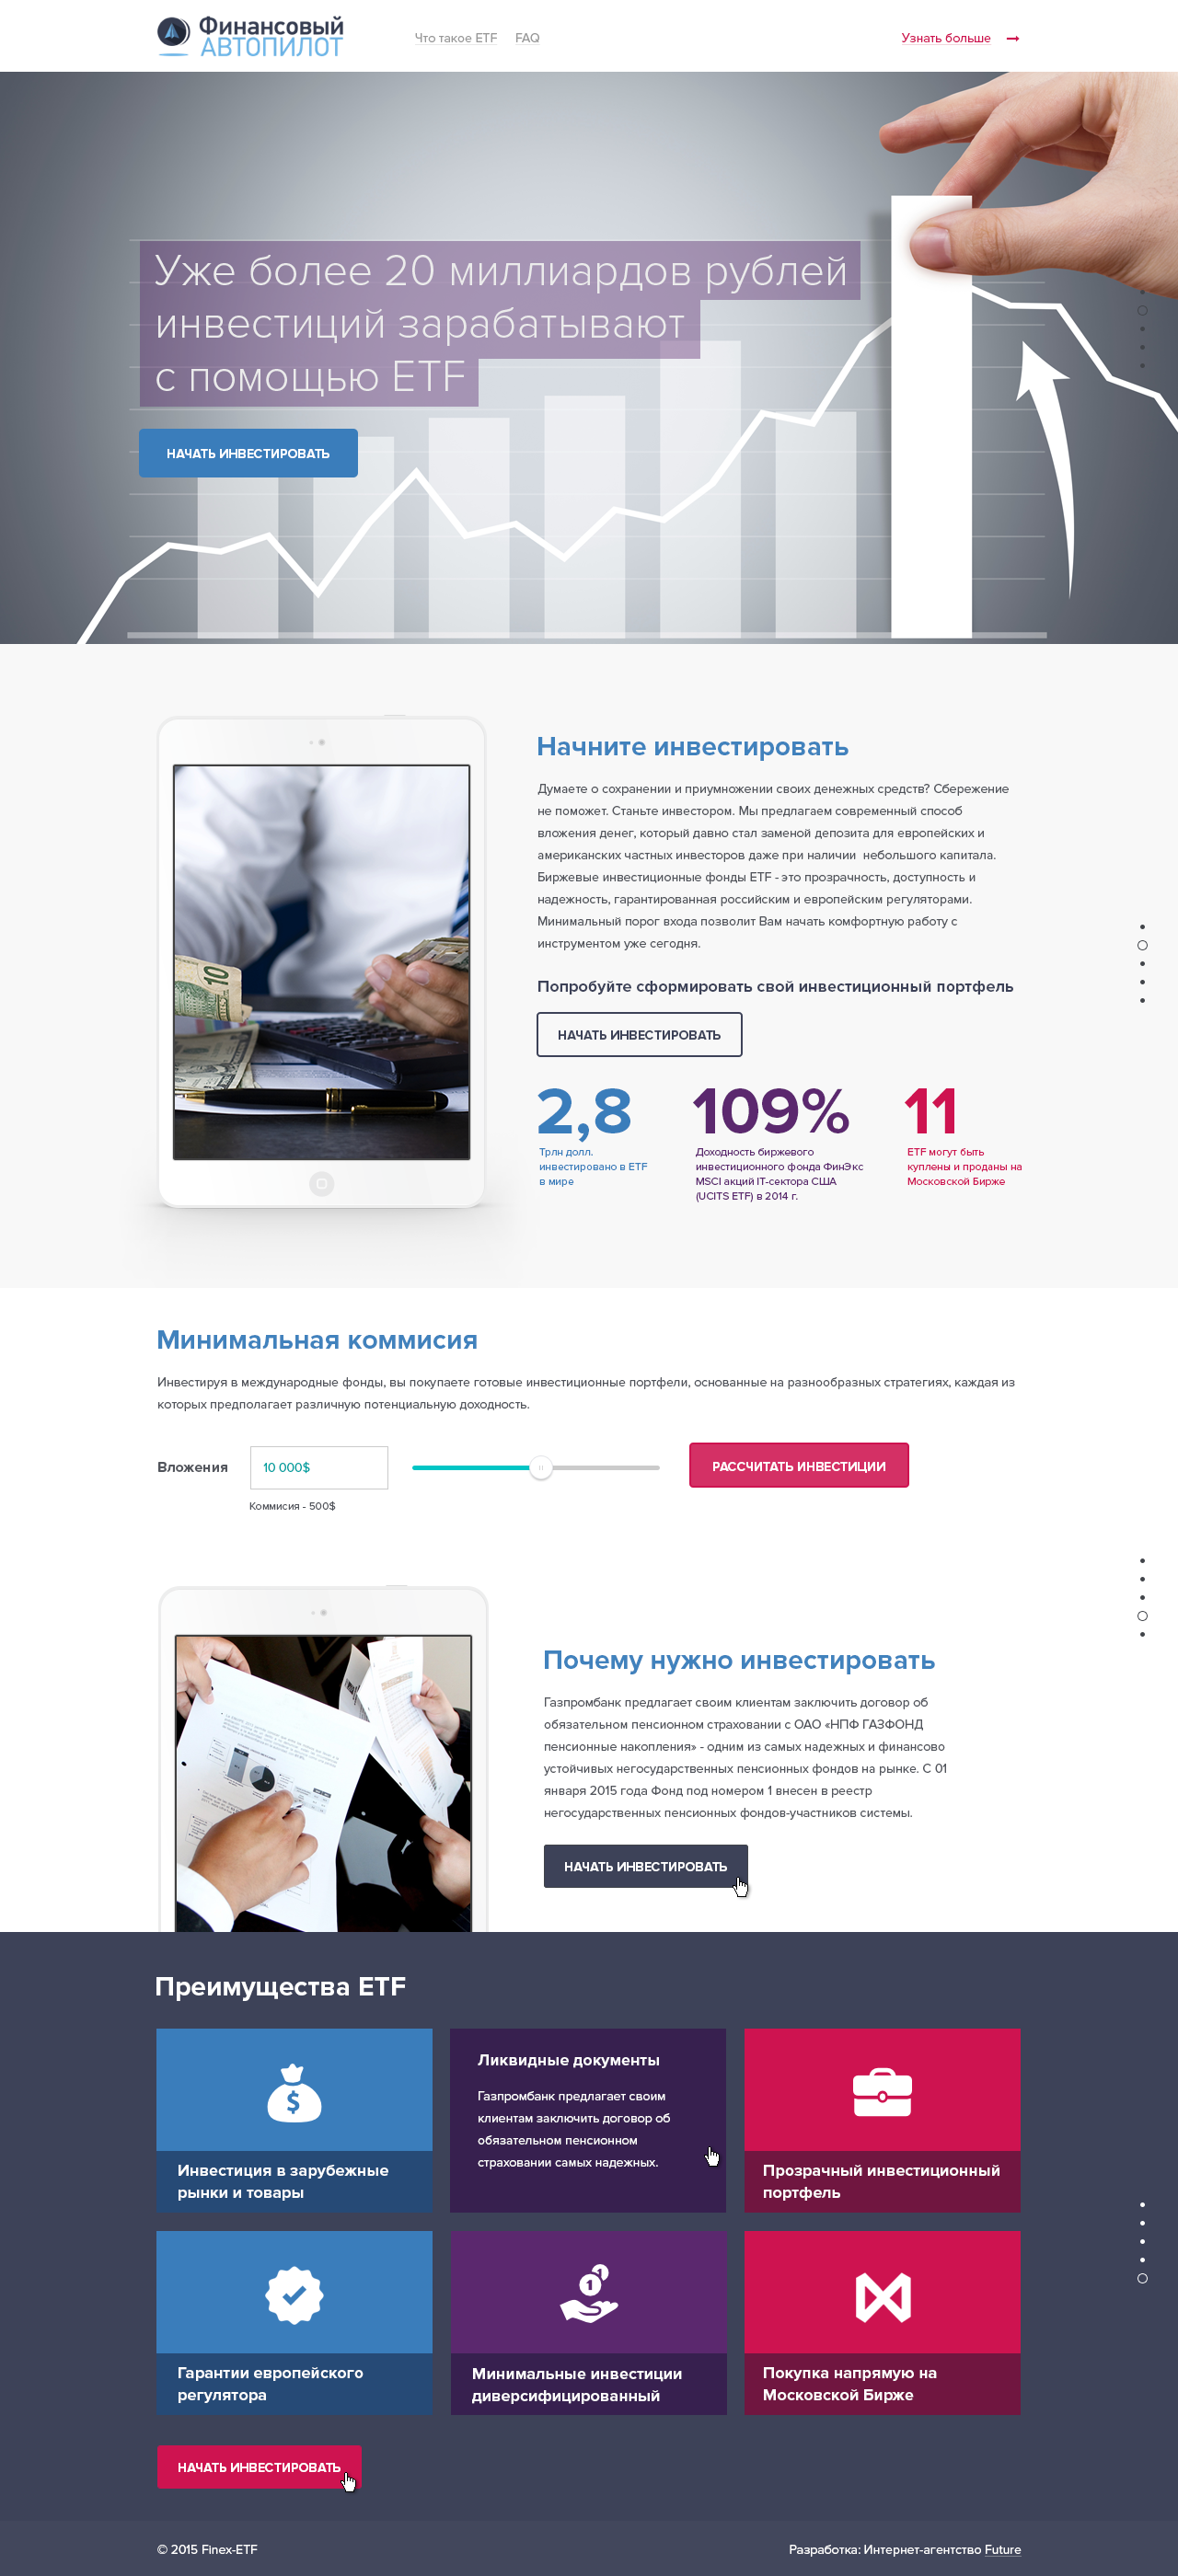 Финансовый
АВТОПИЛОТ
Что такое ETF
FAQ
Узнать больше
Уже более 20 миллиардов рублей
инвестиций зарабатывают
с помощью ETF
НАЧАТЬ ИНВЕСТИРОВАТЬ
Начните инвестировать
Думаете о сохранении и приумножении своих денежных средств? Сбережение
не поможет. Станьте инвестором. Мы предлагаем современный способ
вложения денег, который давно стал заменой депозита для европейских и
американских частных инвесторов даже при наличии небольшого капитала.
Биржевые инвестиционные фонды ETF - это прозрачность, доступность и
надежность, гарантированная российским и европейским регуляторами.
Минимальный порог входа позволит Вам начать комфортную работу с
инструментом уже сегодня.
Попробуйте сформировать свой инвестиционный портфель
НАЧАТЬ ИНВЕСТИРОВАТЬ
2,8
Трлн долл.
инвестировано в ETF
в мире
109%
Доходность биржевого
инвестиционного фонда ФинЭкс
MSCI акций IT-сектора США
(UCITS ETF) в 2014 г.
11
ETF могут быть
куплены и проданы на
Московской Бирже
10
Минимальная коммисия
Инвестируя в международные фонды, вы покупаете готовые инвестиционные портфели, основанные на разнообразных стратегиях, каждая из
которых предполагает различную потенциальную доходность.
Вложения
10 000$
РАССЧИТАТЬ ИНВЕСТИЦИИ
Коммисия - 500$
Почему нужно инвестировать
Газпромбанк предлагает своим клиентам заключить договор об
обязательном пенсионном страховании с ОАО «НПФ ГАЗФОНД
пенсионные накопления» - одним из самых надежных и финансово
устойчивых негосударственных пенсионных фондов на рынке. С 01
января 2015 года Фонд под номером 1 внесен в реестр
негосударственных пенсионных фондов-участников системы.
НАЧАТЬ ИНВЕСТИРОВАТЬ
Преимущества ETF
Инвестиция в зарубежные
рынки и товары
Ликвидные документы
Газпромбанк предлагает своим
клиентам заключить договор об
обязательном пенсионном
страховании самых надежных.
Прозрачный инвестиционный
портфель
Гарантии европейского
регулятора
Минимальные инвестиции
диверсифицированный
Покупка напрямую на
Московской Бирже
НАЧАТЬ ИНВЕСТИРОВАТЬ
© 2015 Finex-ETF
Разработка: Интернет-агентство Future